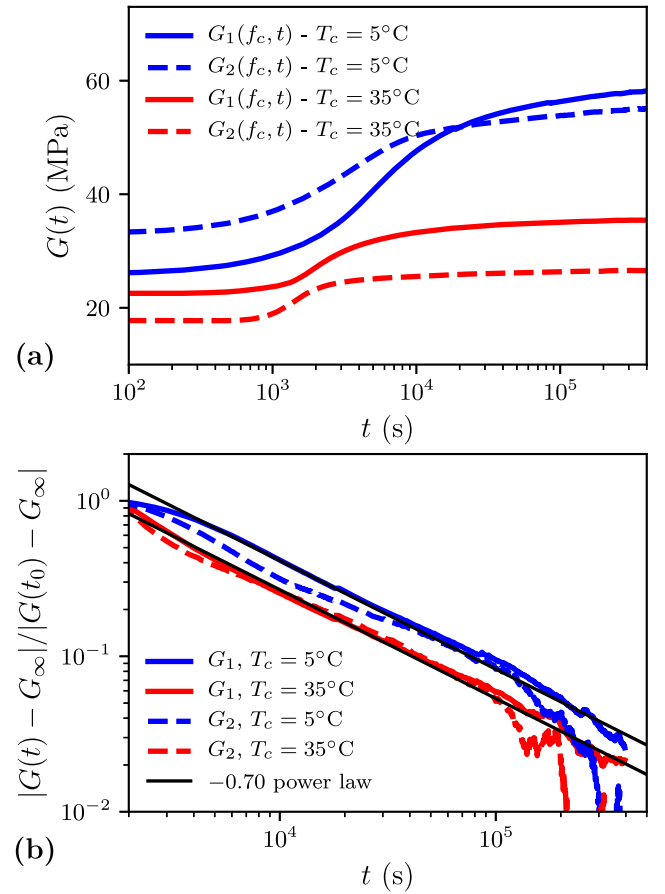 G₁(f_c, t) - T_c = 5°C
G₂(f_c, t) - T_c = 5°C
G₁(f_c, t) - T_c = 35°C
G₂(f_c, t) - T_c = 35°C
60
40
20
G(t) (MPa)
(a)
10² 10³ 10⁴ 10⁵
t (s)
10⁰
10⁻¹
10⁻²
|G(t) − G∞|/|G(t₀) − G∞|
G₁, T_c = 5°C
G₁, T_c = 35°C
G₂, T_c = 5°C
G₂, T_c = 35°C
−0.70 power law
(b)
10⁴ 10⁵
t (s)